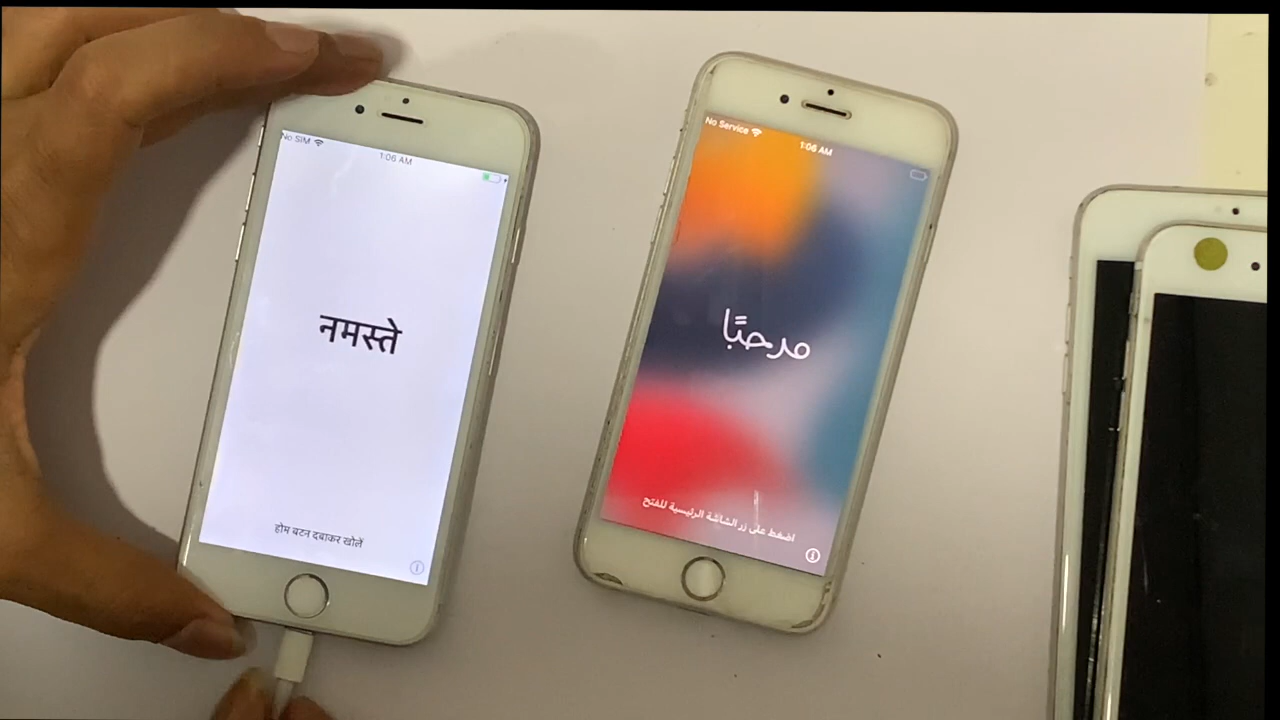 No SIM
1:06 AM
नमस्ते
होम बटन दबाकर खोलें
No Service
1:06 AM
مرحبًا
اضغط على زر الشاشة الرئيسية للفتح